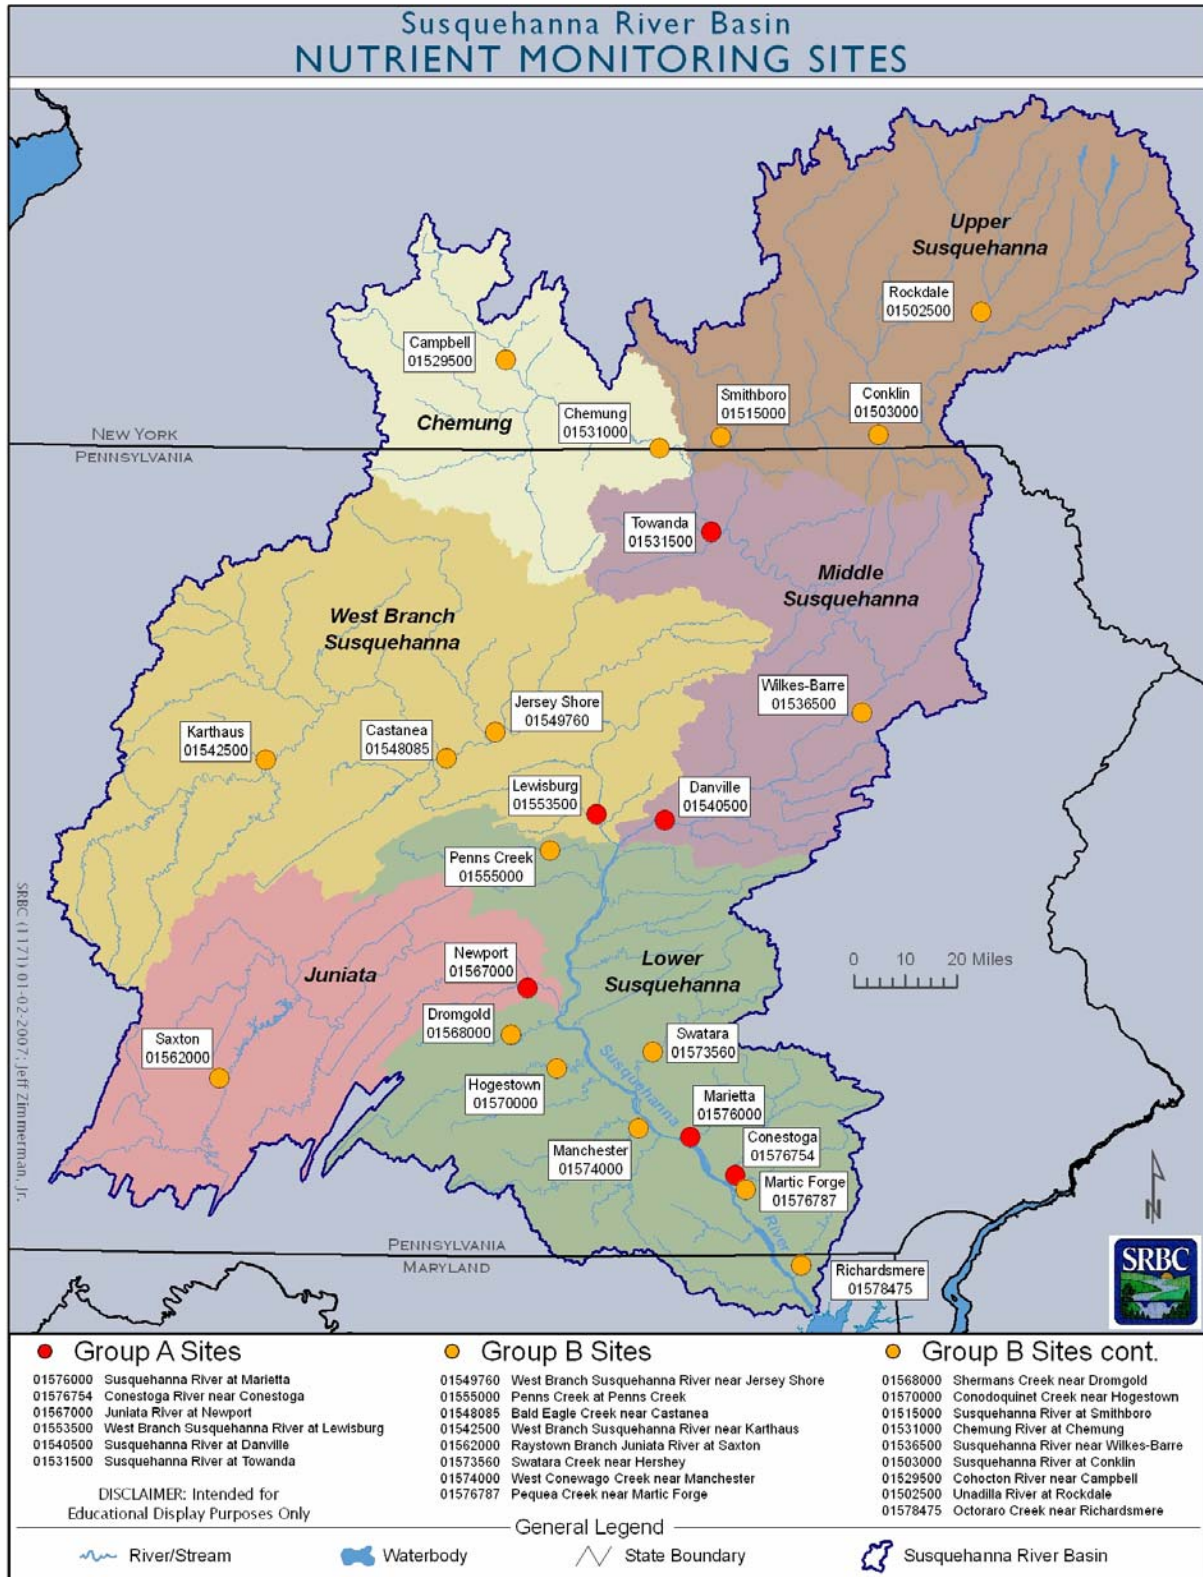 Susquehanna River Basin
NUTRIENT MONITORING SITES
Upper
Susquehanna
Rockdale
01502500
Campbell
01529500
Smithboro
01515000
Conklin
01503000
Chemung
Chemung
01531000
NEW YORK
PENNSYLVANIA
Towanda
01531500
Middle
Susquehanna
West Branch
Susquehanna
Wilkes-Barre
01536500
Jersey Shore
01549760
Karthaus
01542500
Castanea
01548085
Lewisburg
01553500
Danville
01540500
Penns Creek
01555000
Newport
01567000
Juniata
Lower
Susquehanna
0 10 20 Miles
Dromgold
01568000
Saxton
01562000
Swatara
01573560
Hogestown
01570000
Susquehanna
Marietta
01576000
Manchester
01574000
Conestoga
01576754
Martic Forge
01576787
River
N
PENNSYLVANIA
MARYLAND
Richardsmere
01578475
SRBC
SRBC (1171) 01-02-2007; Jeff Zimmerman, Jr.
Group A Sites
01576000 Susquehanna River at Marietta
01576754 Conestoga River near Conestoga
01567000 Juniata River at Newport
01553500 West Branch Susquehanna River at Lewisburg
01540500 Susquehanna River at Danville
01531500 Susquehanna River at Towanda
DISCLAIMER: Intended for
Educational Display Purposes Only
Group B Sites
01549760 West Branch Susquehanna River near Jersey Shore
01555000 Penns Creek at Penns Creek
01548085 Bald Eagle Creek near Castanea
01542500 West Branch Susquehanna River near Karthaus
01562000 Raystown Branch Juniata River at Saxton
01573560 Swatara Creek near Hershey
01574000 West Conewago Creek near Manchester
01576787 Pequea Creek near Martic Forge
Group B Sites cont.
01568000 Shermans Creek near Dromgold
01570000 Conodoquinet Creek near Hogestown
01515000 Susquehanna River at Smithboro
01531000 Chemung River at Chemung
01536500 Susquehanna River near Wilkes-Barre
01503000 Susquehanna River at Conklin
01529500 Cohocton River near Campbell
01502500 Unadilla River at Rockdale
01578475 Octoraro Creek near Richardsmere
General Legend
River/Stream
Waterbody
State Boundary
Susquehanna River Basin